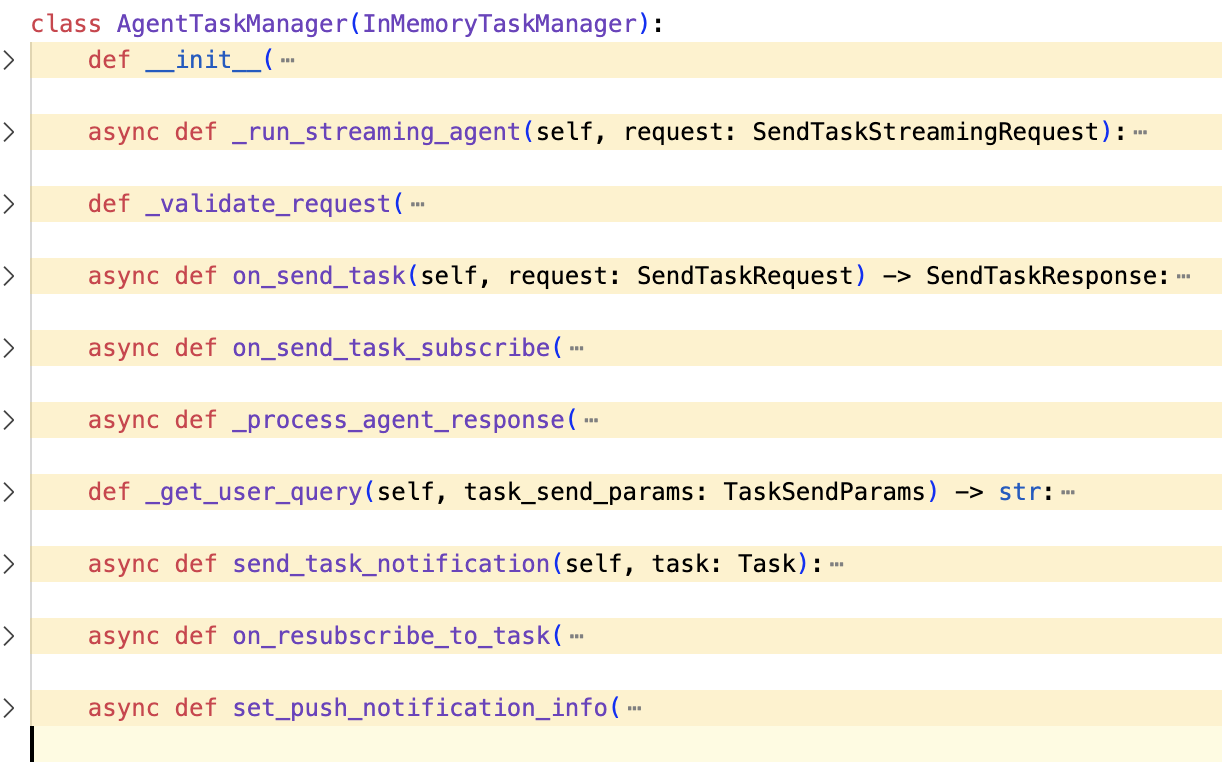 class AgentTaskManager(InMemoryTaskManager):
def __init__( ⋯
async def _run_streaming_agent(self, request: SendTaskStreamingRequest): ⋯
def _validate_request( ⋯
async def on_send_task(self, request: SendTaskRequest) -> SendTaskResponse: ⋯
async def on_send_task_subscribe( ⋯
async def _process_agent_response( ⋯
def _get_user_query(self, task_send_params: TaskSendParams) -> str: ⋯
async def send_task_notification(self, task: Task): ⋯
async def on_resubscribe_to_task( ⋯
async def set_push_notification_info( ⋯